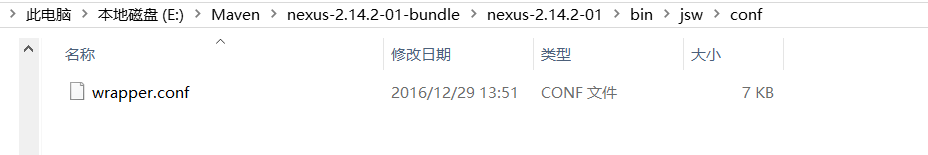 此电脑 > 本地磁盘 (E:) > Maven > nexus-2.14.2-01-bundle > nexus-2.14.2-01 > bin > jsw > conf
名称 修改日期 类型 大小
wrapper.conf 2016/12/29 13:51 CONF 文件 7 KB